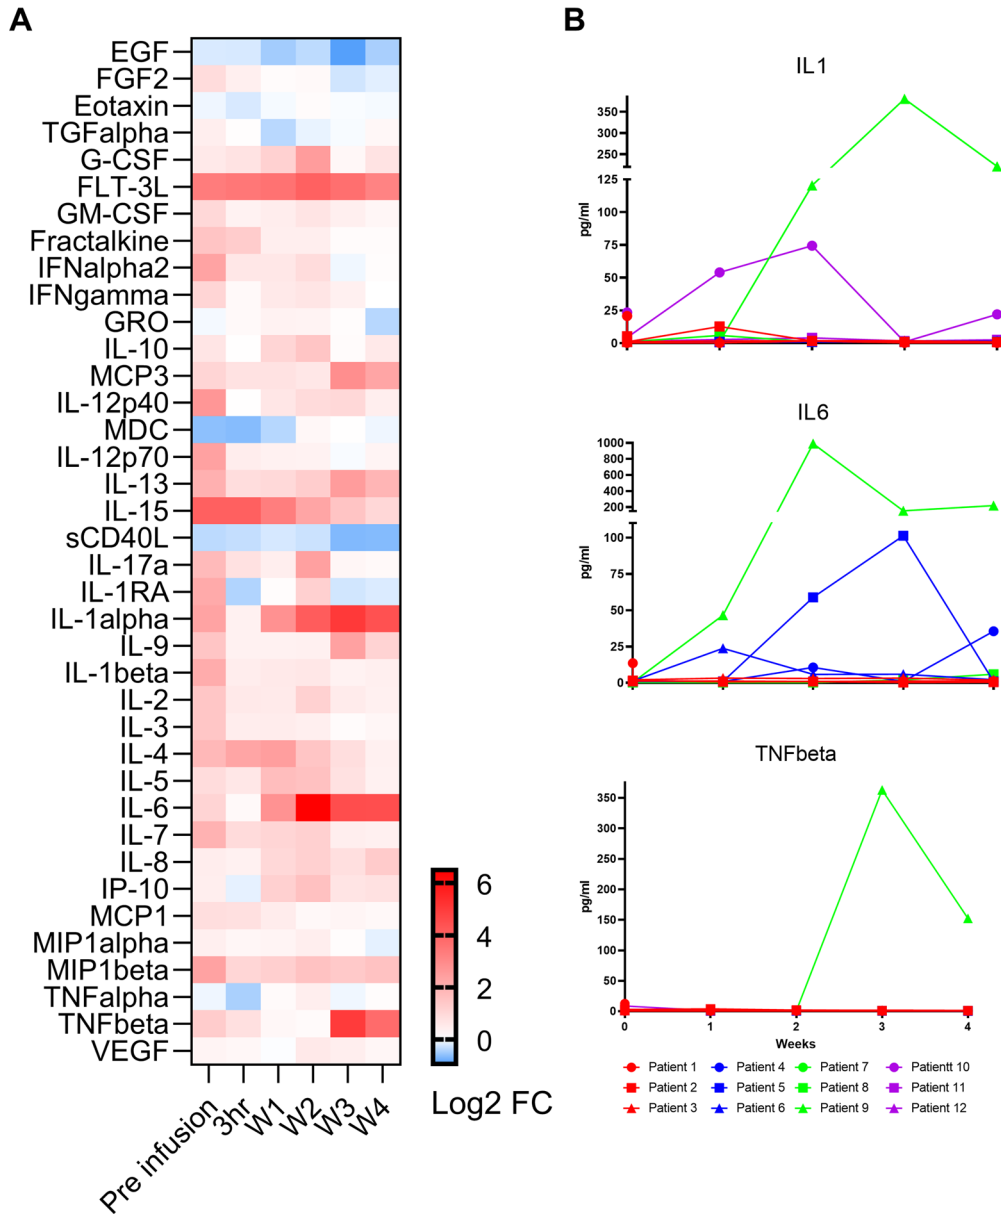 A
EGF
FGF2
Eotaxin
TGFalpha
G-CSF
FLT-3L
GM-CSF
Fractalkine
IFNalpha2
IFNgamma
GRO
IL-10
MCP3
IL-12p40
MDC
IL-12p70
IL-13
IL-15
sCD40L
IL-17a
IL-1RA
IL-1alpha
IL-9
IL-1beta
IL-2
IL-3
IL-4
IL-5
IL-6
IL-7
IL-8
IP-10
MCP1
MIP1alpha
MIP1beta
TNFalpha
TNFbeta
VEGF
Pre infusion
3hr
W1
W2
W3
W4
6
4
2
0
Log2 FC
B
IL1
350
300
250
125
100
75
50
25
0
pg/ml
IL6
1000
800
600
400
200
100
75
50
25
0
pg/ml
TNFbeta
350
300
250
200
150
100
50
0
pg/ml
0 1 2 3 4
Weeks
Patient 1 Patient 4 Patient 7 Patientt 10
Patient 2 Patient 5 Patient 8 Patient 11
Patient 3 Patient 6 Patient 9 Patient 12